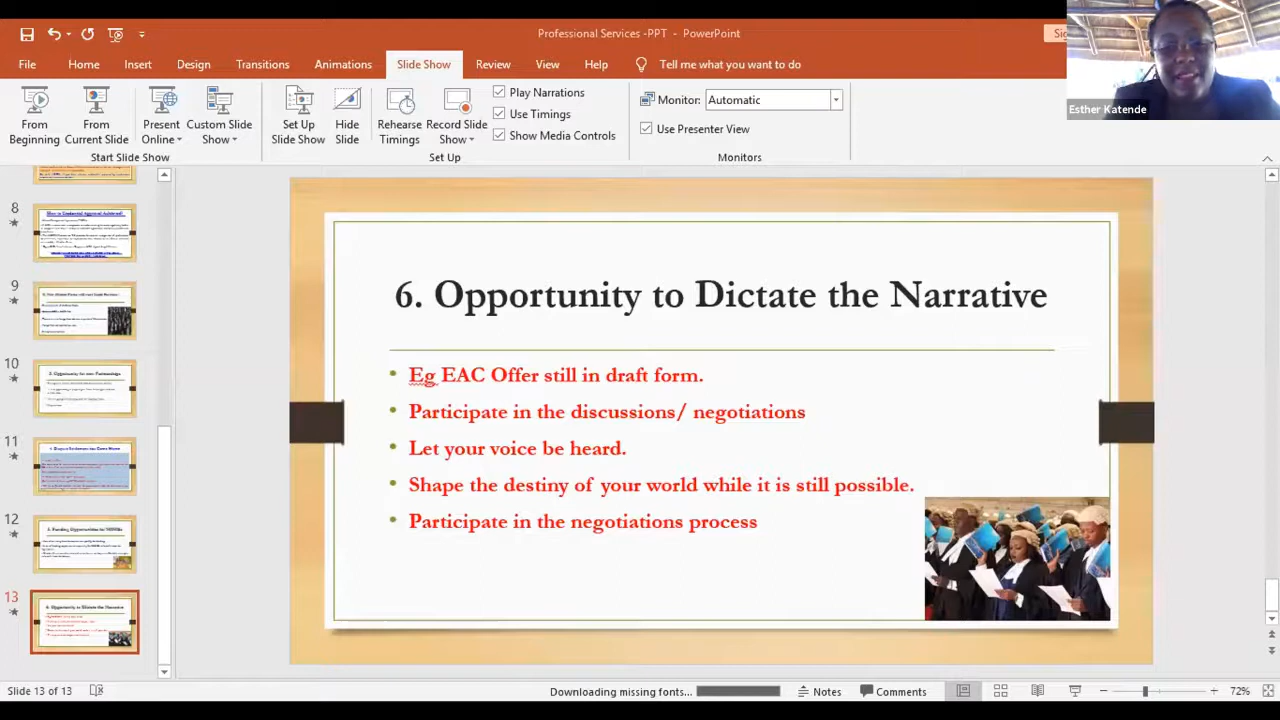 Professional Services -PPT - PowerPoint
Esther Katende
File Home Insert Design Transitions Animations Slide Show Review View Help Tell me what you want to do
From Beginning
From Current Slide
Present Online
Custom Slide Show
Start Slide Show
Set Up Slide Show
Hide Slide
Rehearse Timings
Record Slide Show
Play Narrations
Use Timings
Show Media Controls
Set Up
Monitor: Automatic
Use Presenter View
Monitors
8
9
10
11
12
13
6. Opportunity to Dictate the Narrative
Eg EAC Offer still in draft form.
Participate in the discussions/ negotiations
Let your voice be heard.
Shape the destiny of your world while it is still possible.
Participate in the negotiations process
Slide 13 of 13
Downloading missing fonts...
Notes
Comments
72%